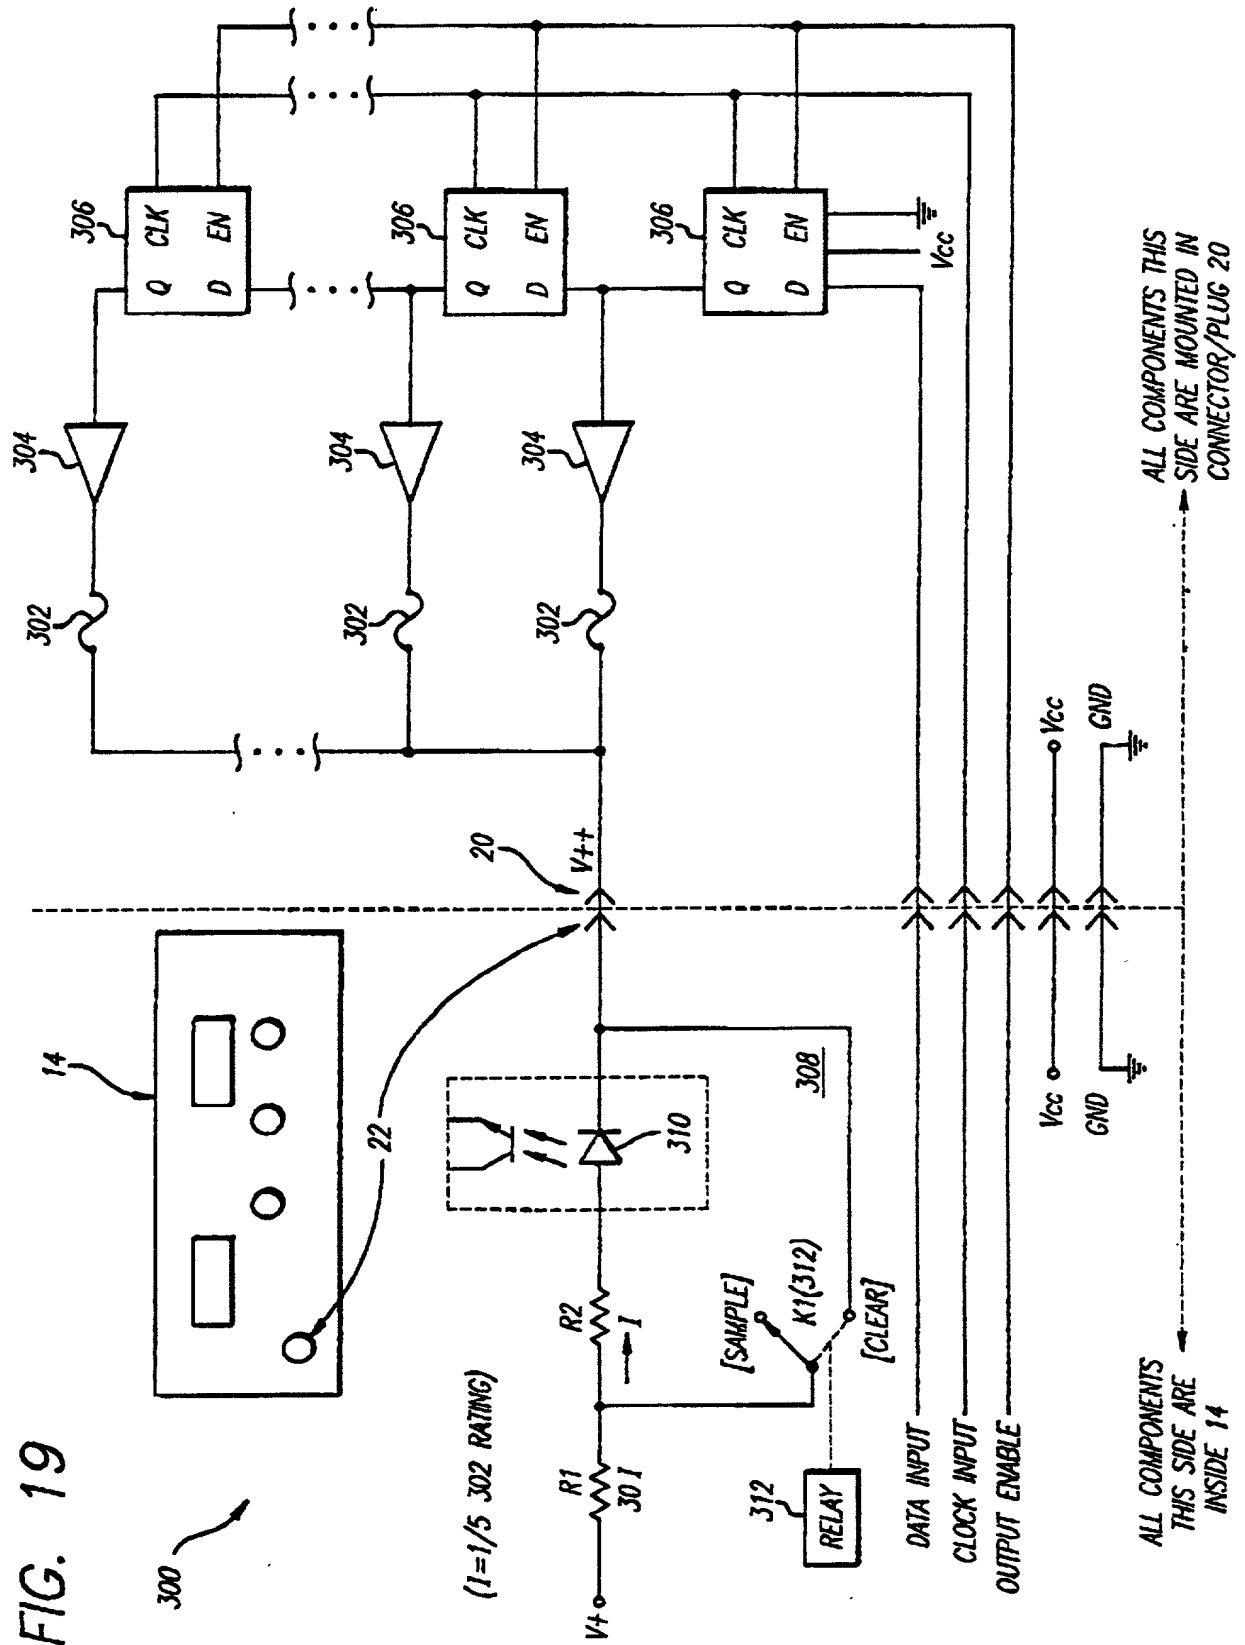 FIG. 19
300
14
22
306
306
306
CLK
EN
Q
D
CLK
EN
Q
D
CLK
EN
Q
D
Vcc
304
304
304
302
302
302
20
V++
(I=1/5 302 RATING)
V+
R1
30 I
R2
I
310
308
[SAMPLE]
K1(312)
[CLEAR]
312
RELAY
DATA INPUT
CLOCK INPUT
OUTPUT ENABLE
Vcc
Vcc
GND
GND
ALL COMPONENTS
THIS SIDE ARE
INSIDE 14
ALL COMPONENTS THIS
SIDE ARE MOUNTED IN
CONNECTOR/PLUG 20